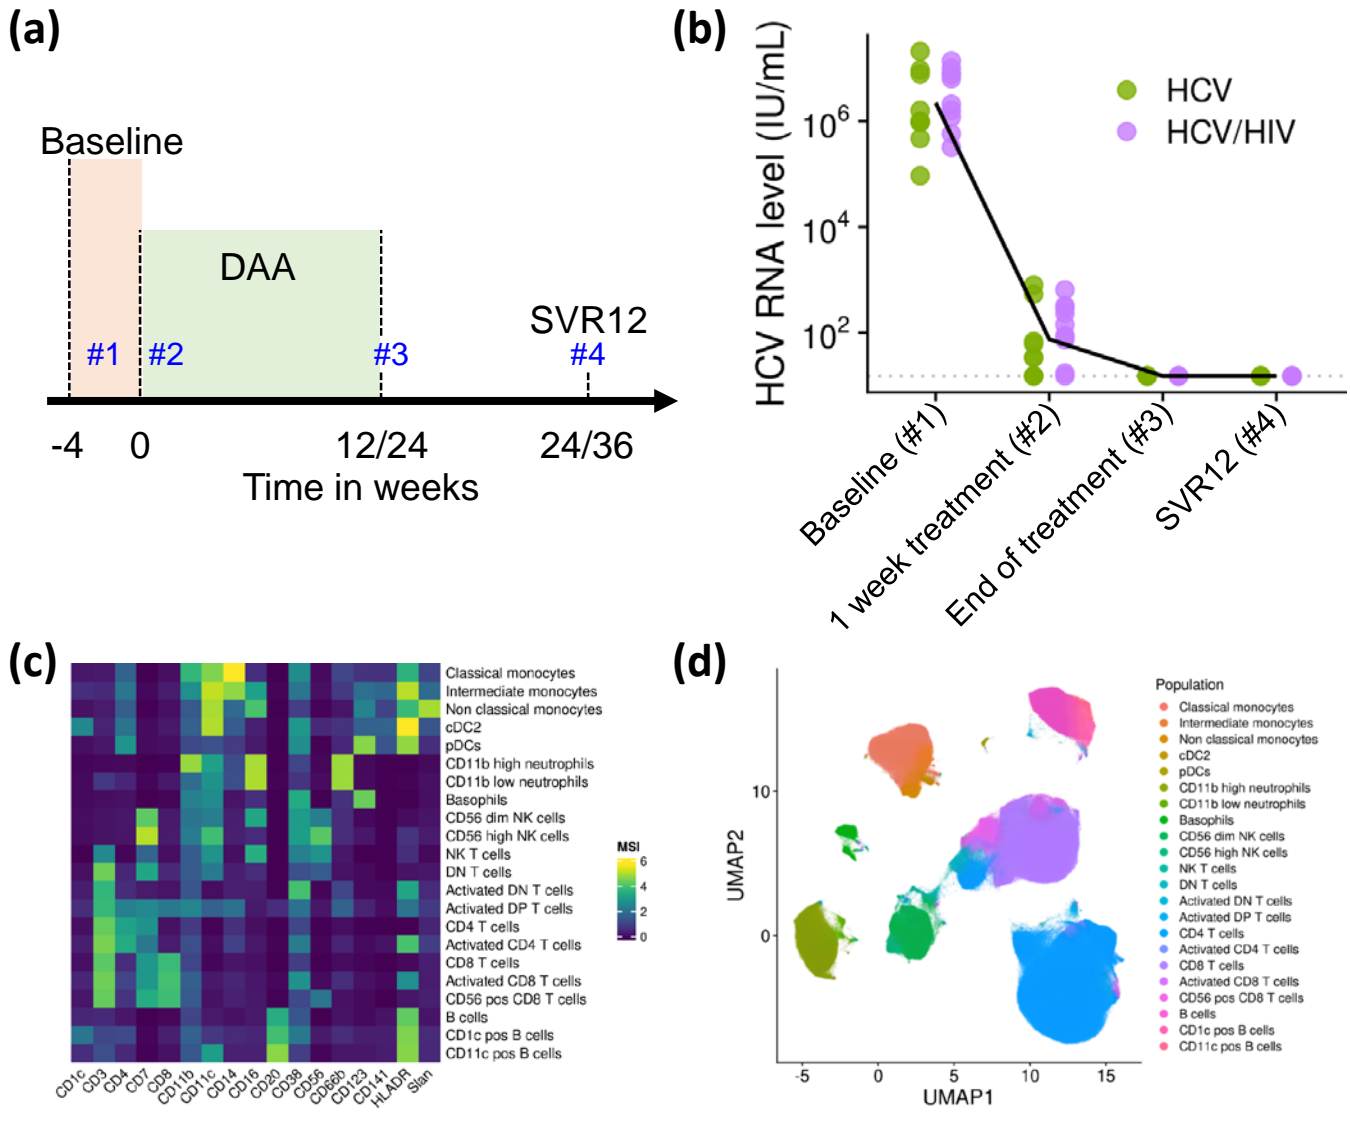 (a)
Baseline
DAA
SVR12
#1
#2
#3
#4
-4
0
12/24
24/36
Time in weeks
(b)
HCV RNA level (IU/mL)
10^6
10^4
10^2
HCV
HCV/HIV
Baseline (#1)
1 week treatment (#2)
End of treatment (#3)
SVR12 (#4)
(c)
Classical monocytes
Intermediate monocytes
Non classical monocytes
cDC2
pDCs
CD11b high neutrophils
CD11b low neutrophils
Basophils
CD56 dim NK cells
CD56 high NK cells
NK T cells
DN T cells
Activated DN T cells
Activated DP T cells
CD4 T cells
Activated CD4 T cells
CD8 T cells
Activated CD8 T cells
CD56 pos CD8 T cells
B cells
CD1c pos B cells
CD11c pos B cells
CD1c
CD3
CD4
CD7
CD8
CD11b
CD11c
CD14
CD16
CD20
CD38
CD56
CD66b
CD123
CD141
HLADR
Slan
MSI
6
4
2
0
(d)
UMAP2
10
0
-5
0
5
10
15
UMAP1
Population
Classical monocytes
Intermediate monocytes
Non classical monocytes
cDC2
pDCs
CD11b high neutrophils
CD11b low neutrophils
Basophils
CD56 dim NK cells
CD56 high NK cells
NK T cells
DN T cells
Activated DN T cells
Activated DP T cells
CD4 T cells
Activated CD4 T cells
CD8 T cells
Activated CD8 T cells
CD56 pos CD8 T cells
B cells
CD1c pos B cells
CD11c pos B cells